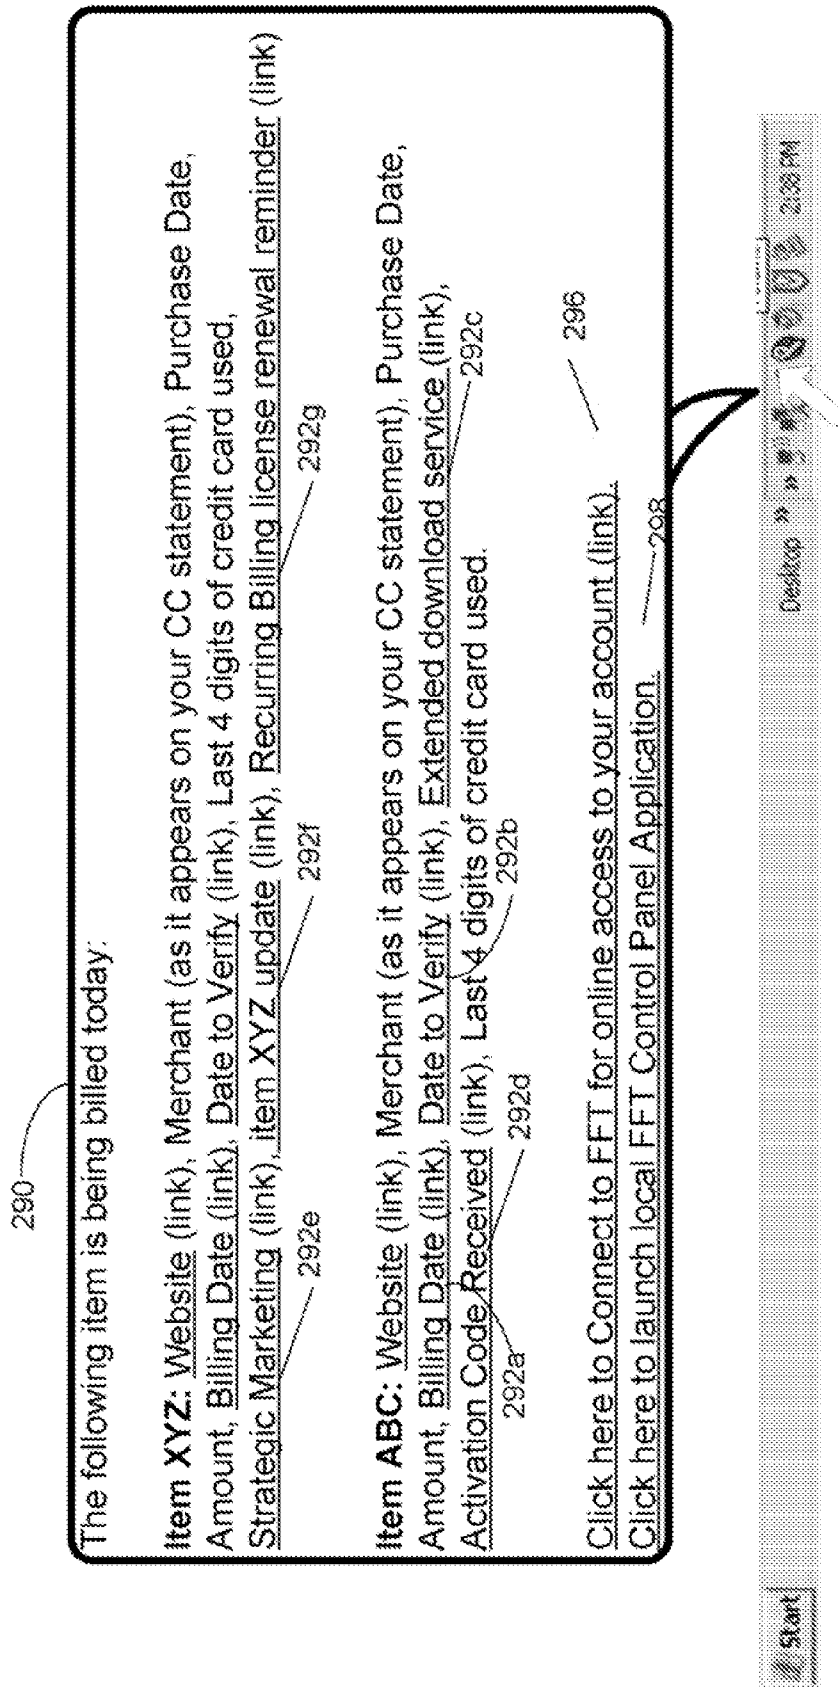 290
The following item is being billed today:
Item XYZ: Website (link), Merchant (as it appears on your CC statement), Purchase Date,
Amount, Billing Date (link), Date to Verify (link), Last 4 digits of credit card used,
Strategic Marketing (link), item XYZ update (link), Recurring Billing license renewal reminder (link)
292e 292f 292g
Item ABC: Website (link), Merchant (as it appears on your CC statement), Purchase Date,
Amount, Billing Date (link), Date to Verify (link), Extended download service (link),
Activation Code Received (link), Last 4 digits of credit card used.
292a 292d 292b 292c
296
Click here to Connect to FFT for online access to your account (link).
Click here to launch local FFT Control Panel Application.
298
Start Desktop » 2:38 PM